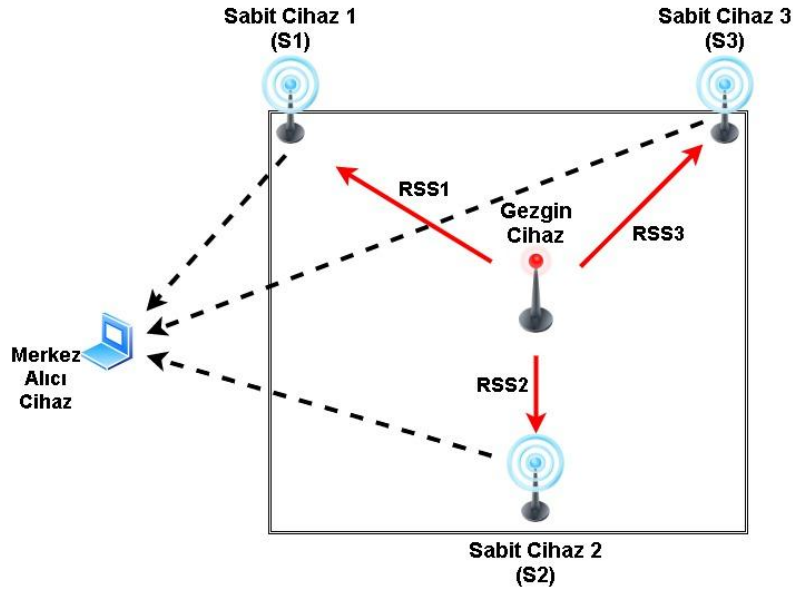 Sabit Cihaz 1
(S1)
Sabit Cihaz 3
(S3)
RSS1
Gezgin
Cihaz
RSS3
Merkez
Alıcı
Cihaz
RSS2
Sabit Cihaz 2
(S2)